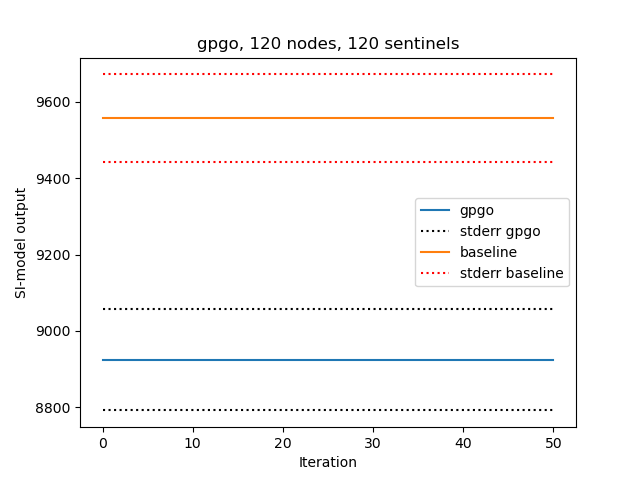 gpgo, 120 nodes, 120 sentinels
9600
9400
9200
9000
8800
SI-model output
gpgo
stderr gpgo
baseline
stderr baseline
0 10 20 30 40 50
Iteration